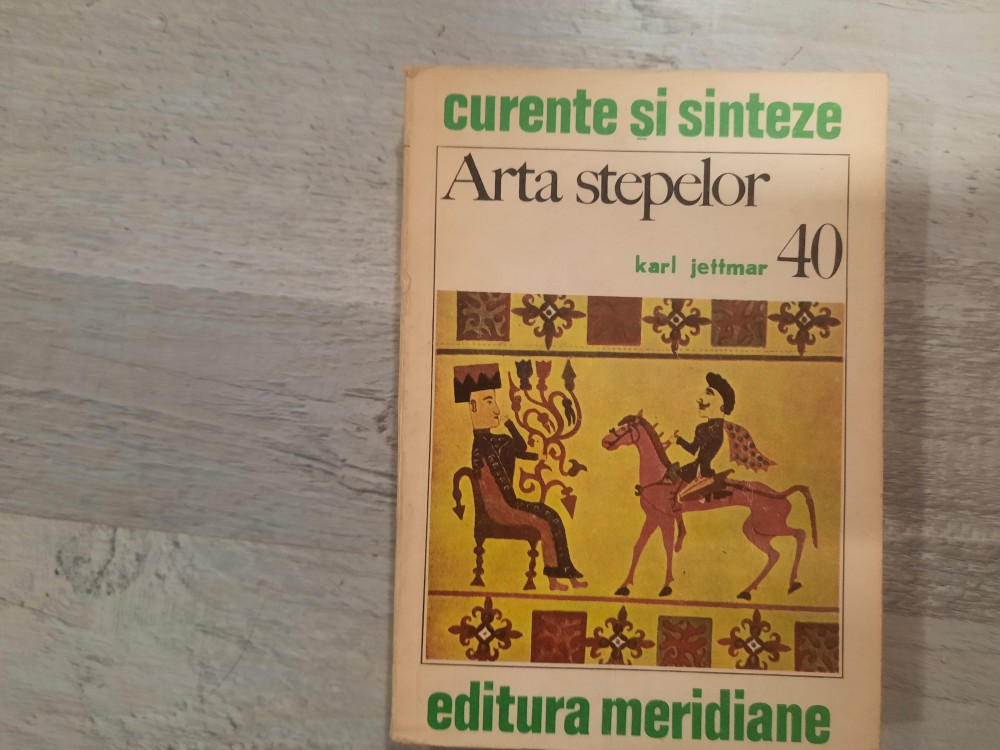 curente și sinteze
Arta stepelor
40
karl jettmar
editura meridiane